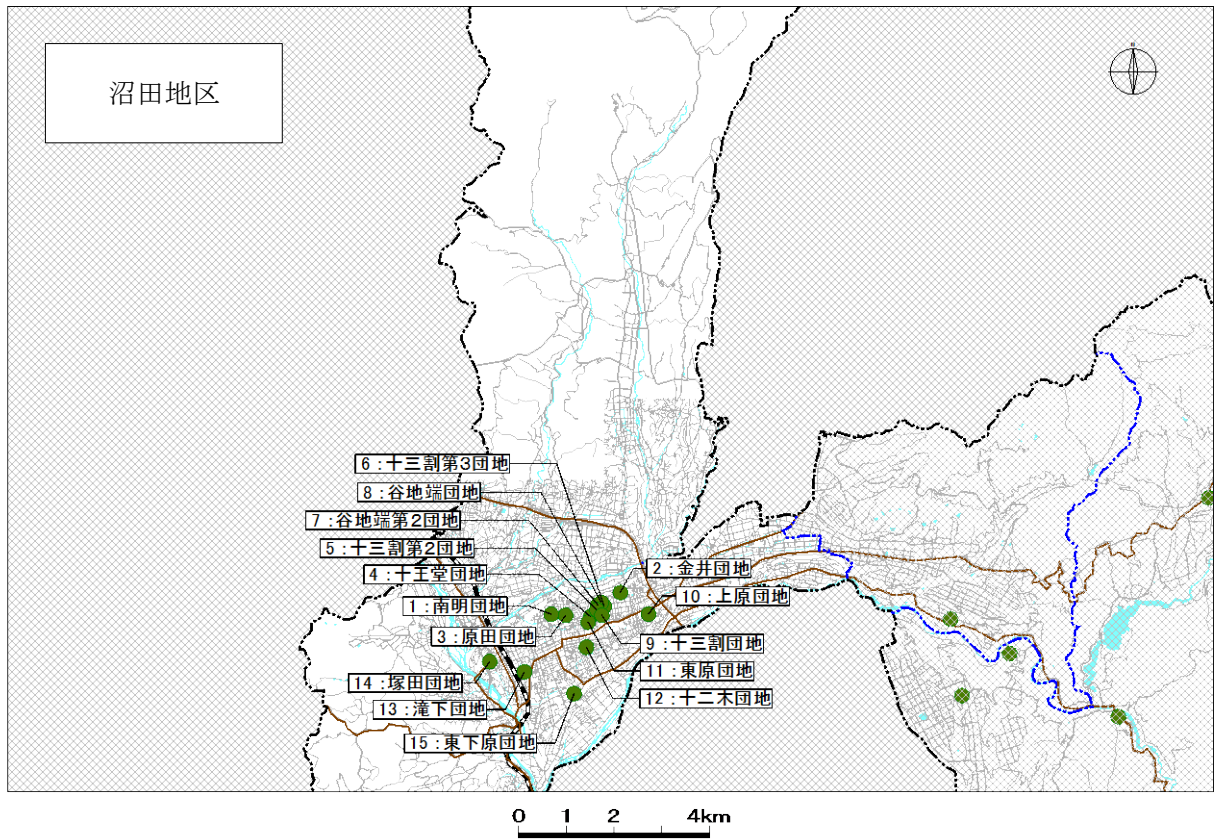 沼田地区
N
6:十三割第3団地
8:谷地端団地
7:谷地端第2団地
5:十三割第2団地
4:十王堂団地
2:金井団地
1:南明団地
10:上原団地
3:原田団地
9:十三割団地
11:東原団地
14:塚田団地
12:十二木団地
13:滝下団地
15:東下原団地
0 1 2 4km